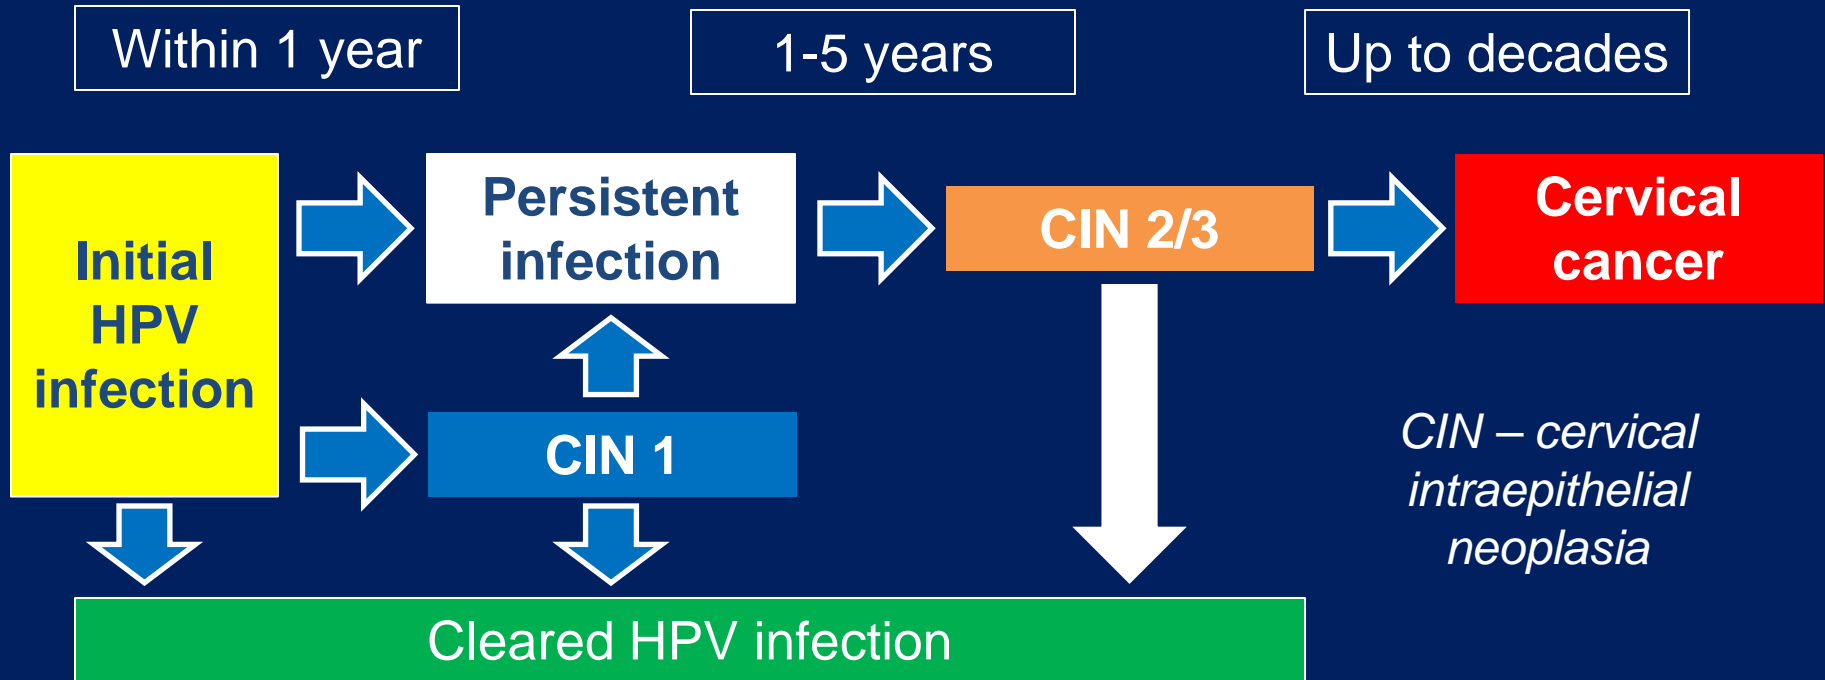 Within 1 year
1-5 years
Up to decades
Initial
HPV
infection
Persistent
infection
CIN 2/3
Cervical
cancer
CIN 1
CIN – cervical
intraepithelial
neoplasia
Cleared HPV infection